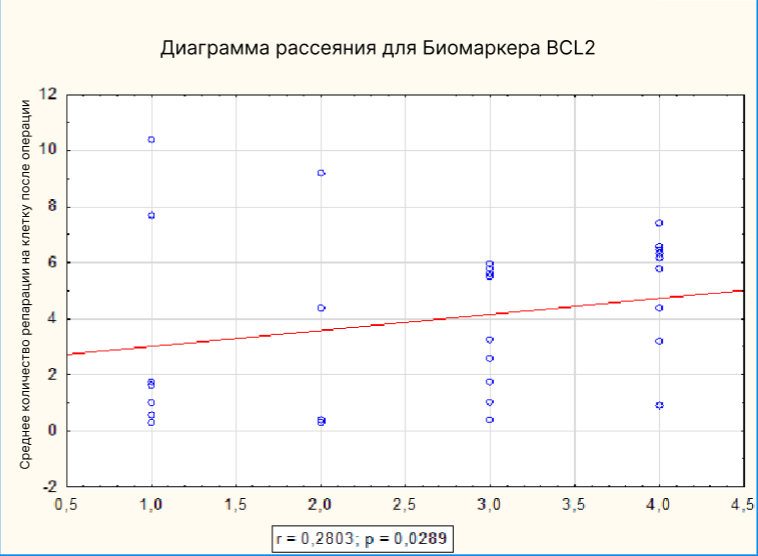 Диаграмма рассеяния для Биомаркера BCL2
Среднее количество репарации на клетку после операции
12
10
8
6
4
2
0
-2
0,5 1,0 1,5 2,0 2,5 3,0 3,5 4,0 4,5
r = 0,2803; p = 0,0289